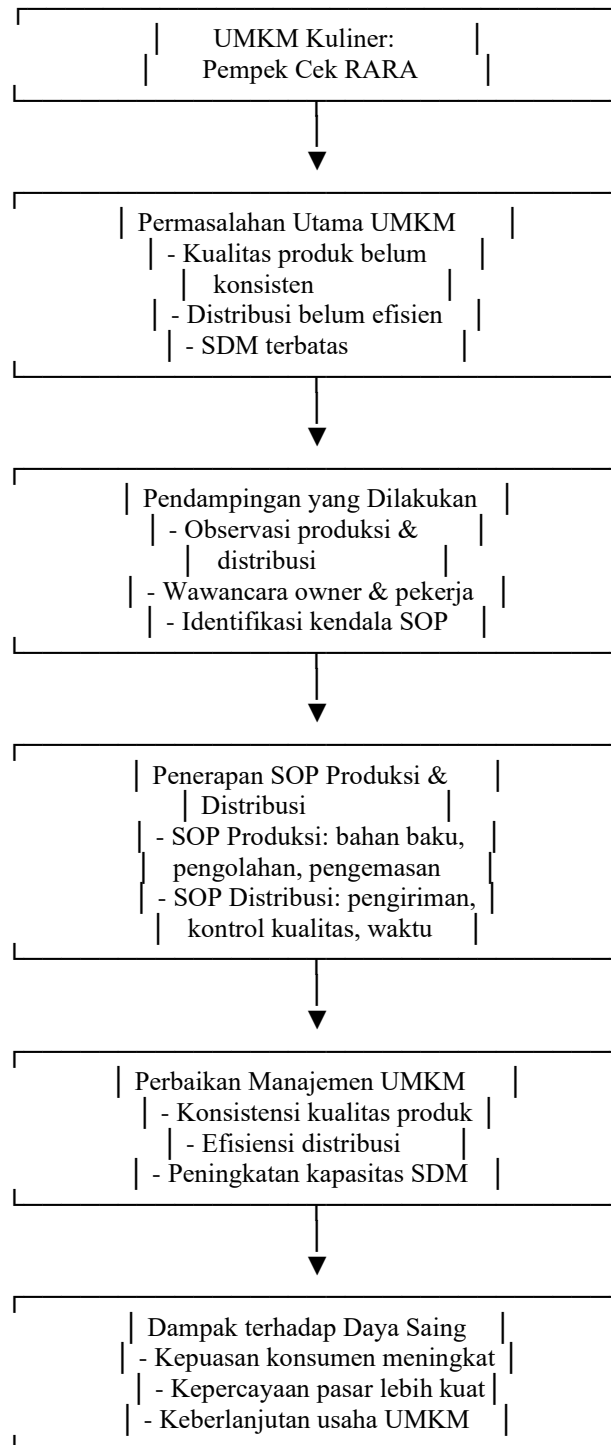 UMKM Kuliner:
Pempek Cek RARA
Permasalahan Utama UMKM
- Kualitas produk belum
konsisten
- Distribusi belum efisien
- SDM terbatas
Pendampingan yang Dilakukan
- Observasi produksi &
distribusi
- Wawancara owner & pekerja
- Identifikasi kendala SOP
Penerapan SOP Produksi &
Distribusi
- SOP Produksi: bahan baku,
pengolahan, pengemasan
- SOP Distribusi: pengiriman,
kontrol kualitas, waktu
Perbaikan Manajemen UMKM
- Konsistensi kualitas produk
- Efisiensi distribusi
- Peningkatan kapasitas SDM
Dampak terhadap Daya Saing
- Kepuasan konsumen meningkat
- Kepercayaan pasar lebih kuat
- Keberlanjutan usaha UMKM